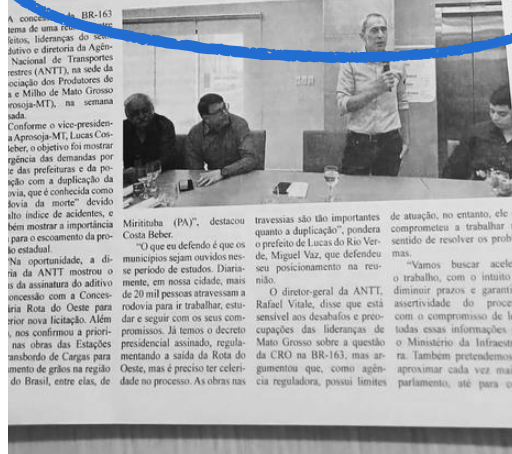 A BR-163
tema de uma
lideranças do
dutivo e diretoria da Agên-
Nacional de Transportes
restres (ANTT), na sede da
ociação dos Produtores de
a e Milho de Mato Grosso
prosoja-MT), na semana
sada.
Conforme o vice-presiden-
a Aprosoja-MT, Lucas Cos-
Beber, o objetivo foi mostrar
rgência das demandas por
e das prefeituras e da po-
ação com a duplicação da
ovia, que é conhecida como
dovia da morte" devido
alto índice de acidentes, e
bém mostrar a importância
para o escoamento da pro-
ão estadual.
"Na oportunidade, a di-
ria da ANTT mostrou o
s da assinatura do aditivo
concessão com a Conces-
ária Rota do Oeste para
erior nova licitação. Além
o, nos confirmou a priori-
nas obras das Estações
ransbordo de Cargas para
amento de grãos na região
do Brasil, entre elas, de
Miritituba (PA)", destacou
Costa Beber.
"O que eu defendo é que os
municípios sejam ouvidos nes-
se período de estudos. Diaria-
mente, em nossa cidade, mais
de 20 mil pessoas atravessam a
rodovia para ir trabalhar, estu-
dar e seguir com os seus com-
promissos. Já temos o decreto
presidencial assinado, regula-
mentando a saída da Rota do
Oeste, mas é preciso ter celeri-
dade no processo. As obras nas
travessias são tão importantes
quanto a duplicação", pondera
o prefeito de Lucas do Rio Ver-
de, Miguel Vaz, que defendeu
seu posicionamento na reu-
nião.
O diretor-geral da ANTT,
Rafael Vitale, disse que está
sensível aos desabafos e preo-
cupações das lideranças de
Mato Grosso sobre a questão
da CRO na BR-163, mas ar-
gumentou que, como agên-
cia reguladora, possui limites
de atuação, no entanto, ele
comprometeu a trabalhar
sentido de resolver os prob
mas.
"Vamos buscar acele
o trabalho, com o intuito
diminuir prazos e garanti
assertividade do proce
com o compromisso de le
todas essas informações
o Ministério da Infraest
ra. Também pretendemos
aproximar cada vez mai
parlamento, até para c